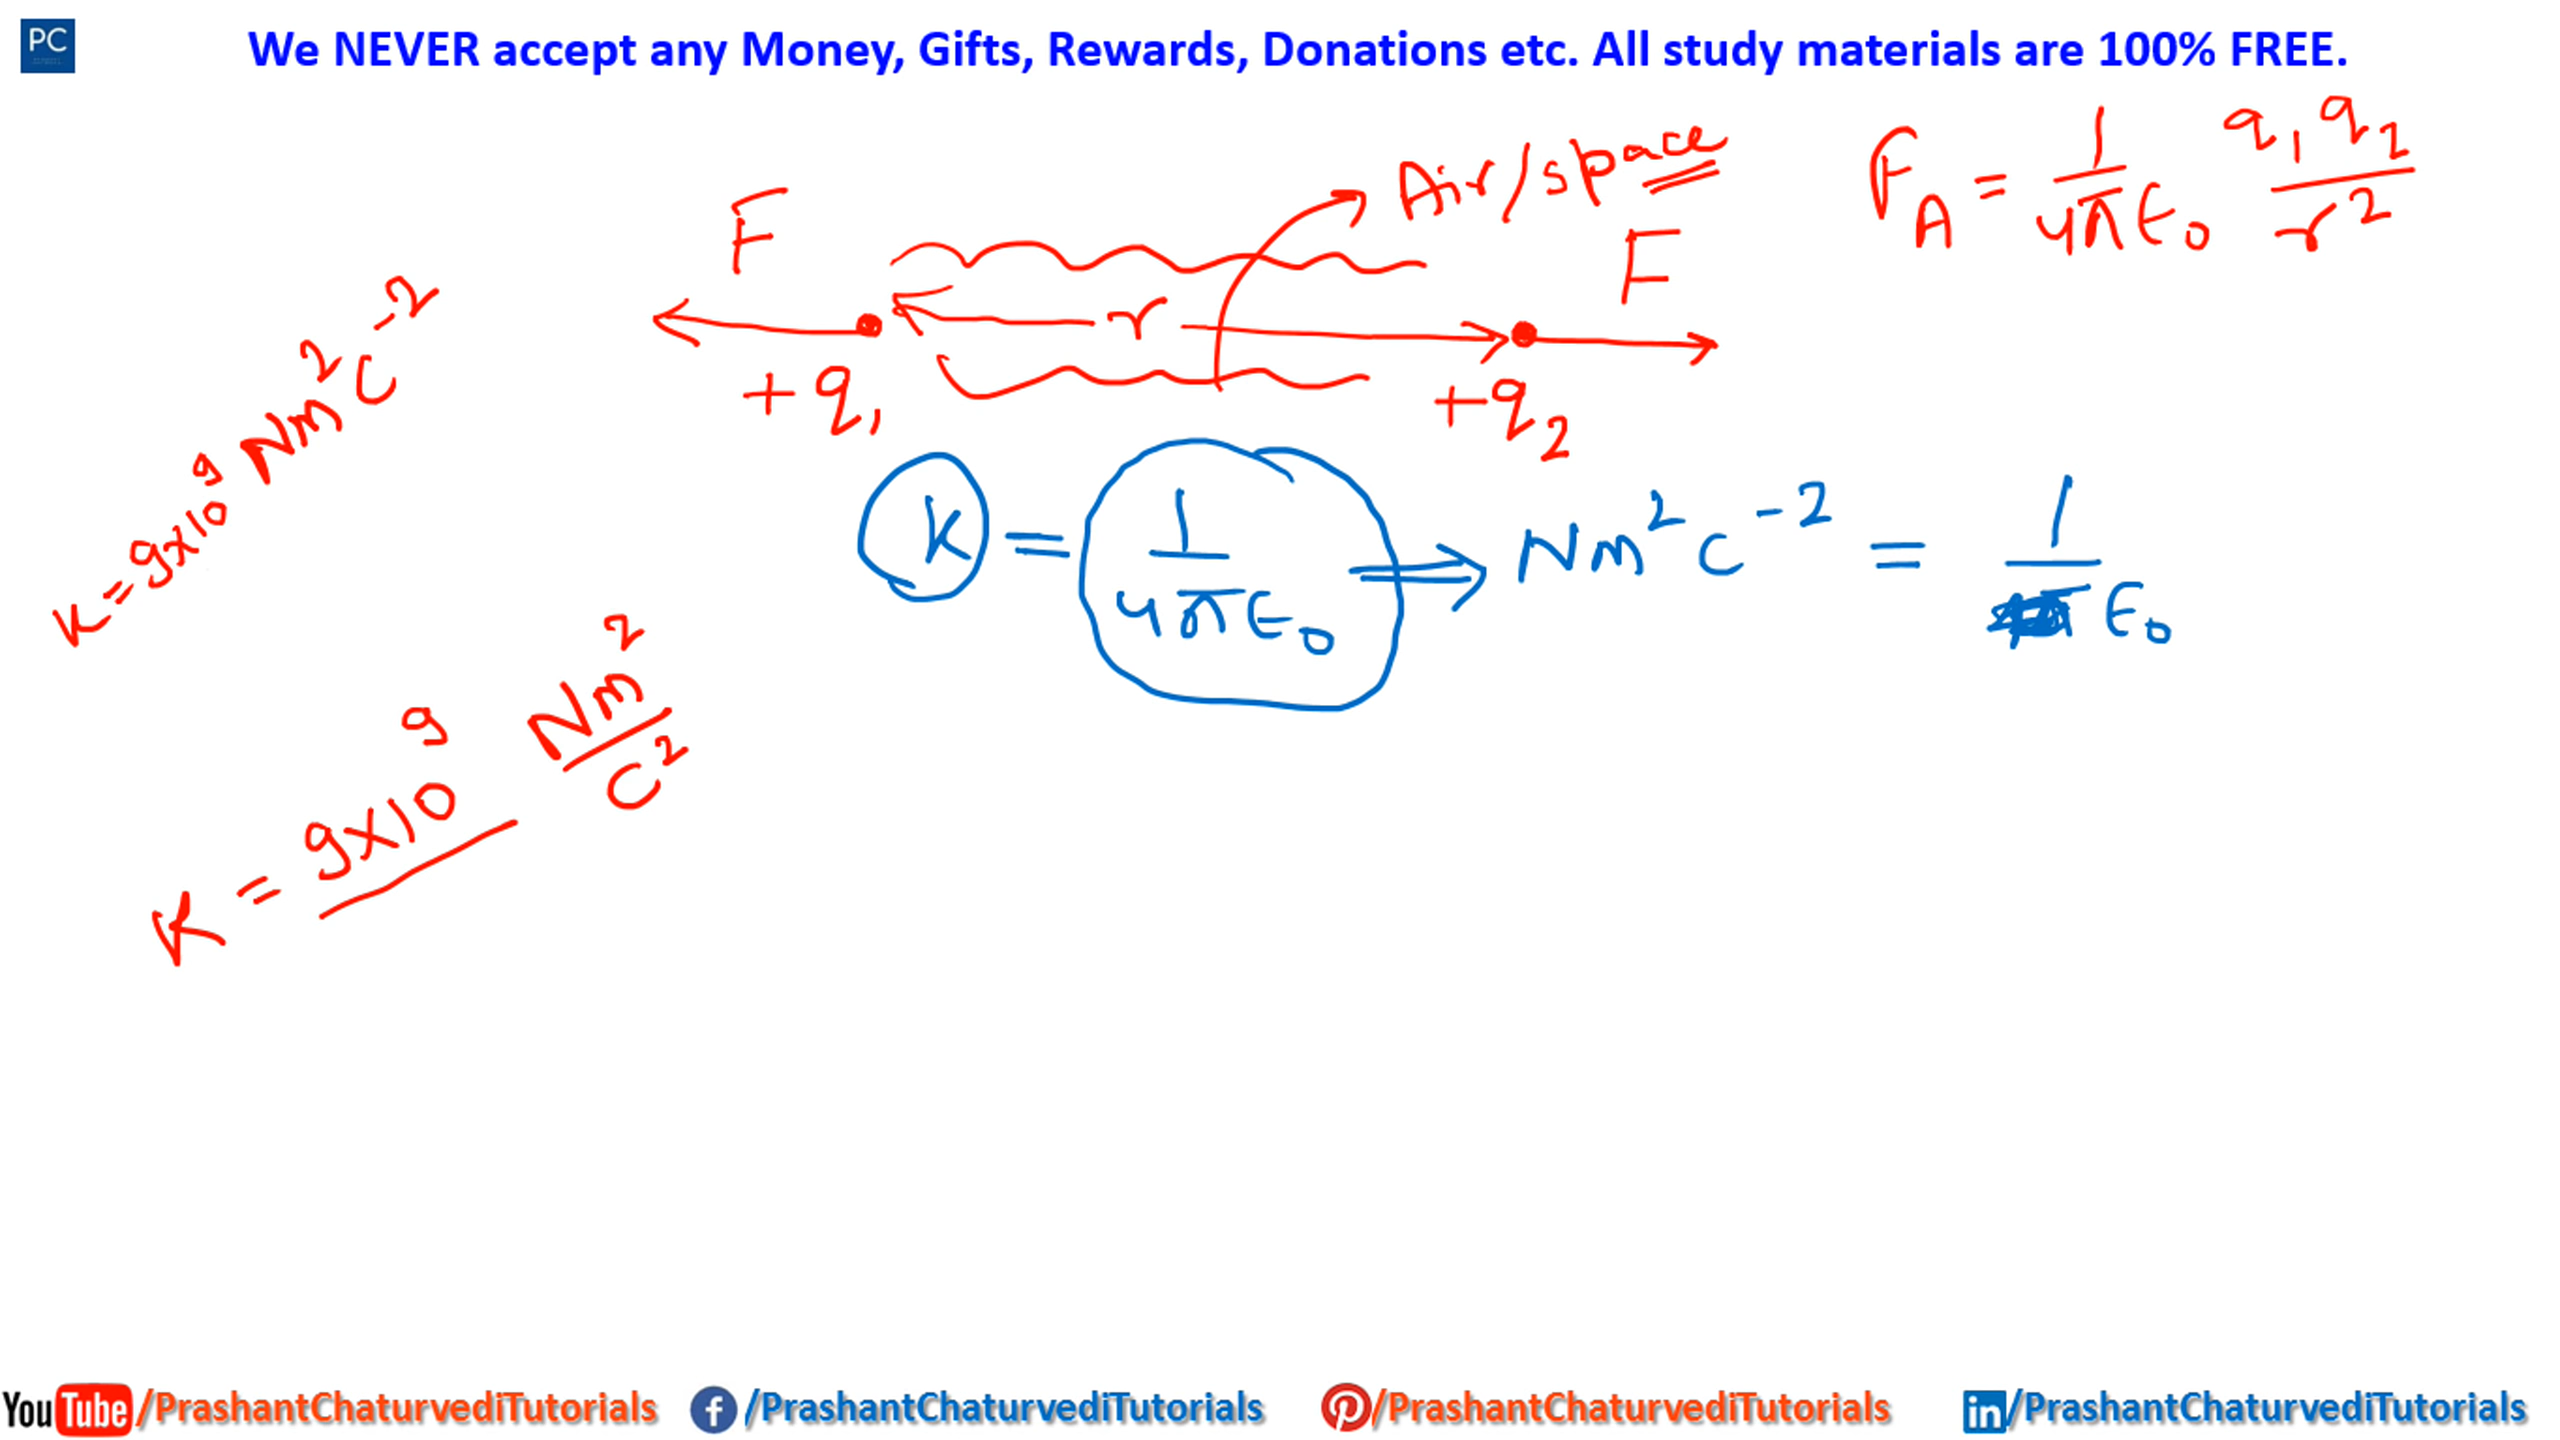 PC
We NEVER accept any Money, Gifts, Rewards, Donations etc. All study materials are 100% FREE.
F_A = 1/4πε₀ q₁q₂/r²
Air/space
F
F
r
+q₁
+q₂
K = 9×10⁹ Nm²C⁻²
K = 1/4πε₀ ⇒ Nm²C⁻² = 1/ε₀
K = 9×10⁹ Nm²/C²
YouTube/PrashantChaturvediTutorials f/PrashantChaturvediTutorials /PrashantChaturvediTutorials in/PrashantChaturvediTutorials